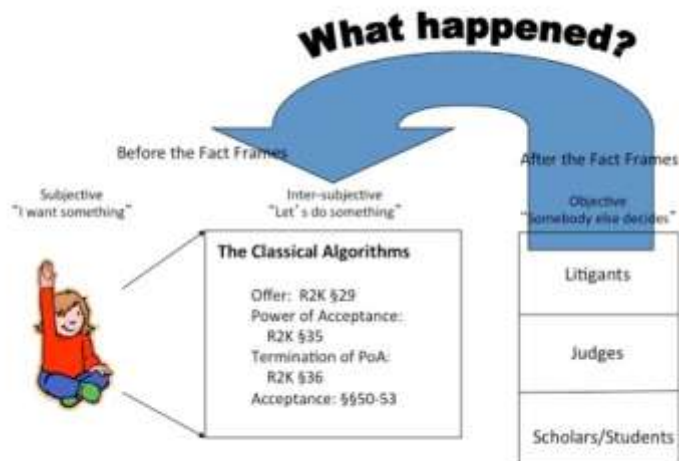 What happened?
Before the Fact Frames
After the Fact Frames
Subjective
"I want something"
Inter-subjective
"Let's do something"
Objective
"Somebody else decides"
The Classical Algorithms
Offer: R2K §29
Power of Acceptance:
R2K §35
Termination of PoA:
R2K §36
Acceptance: §§50-53
Litigants
Judges
Scholars/Students